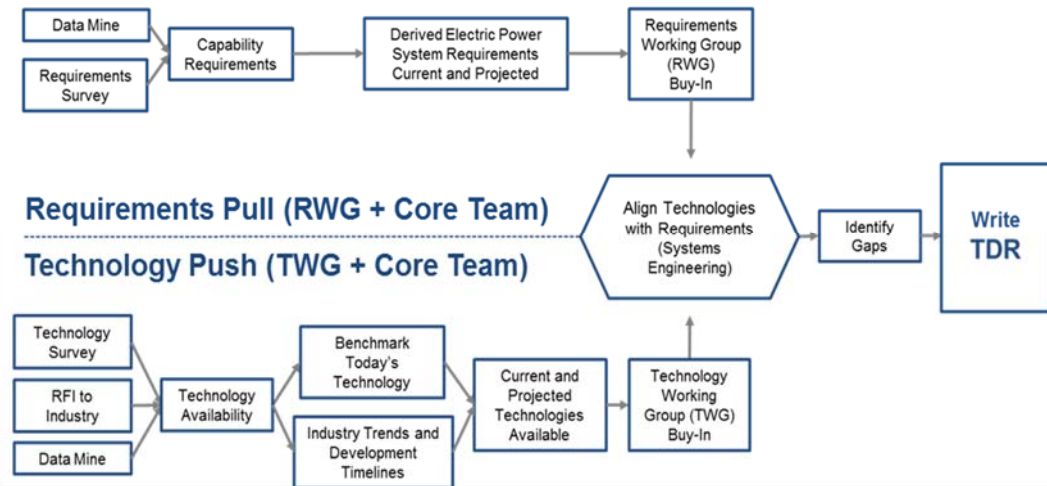 Data Mine
Requirements
Survey
Capability
Requirements
Derived Electric Power
System Requirements
Current and Projected
Requirements
Working Group
(RWG)
Buy-In
Requirements Pull (RWG + Core Team)
Technology Push (TWG + Core Team)
Align Technologies
with Requirements
(Systems
Engineering)
Identify
Gaps
Write
TDR
Technology
Survey
RFI to
Industry
Data Mine
Technology
Availability
Benchmark
Today's
Technology
Industry Trends and
Development
Timelines
Current and
Projected
Technologies
Available
Technology
Working
Group (TWG)
Buy-In